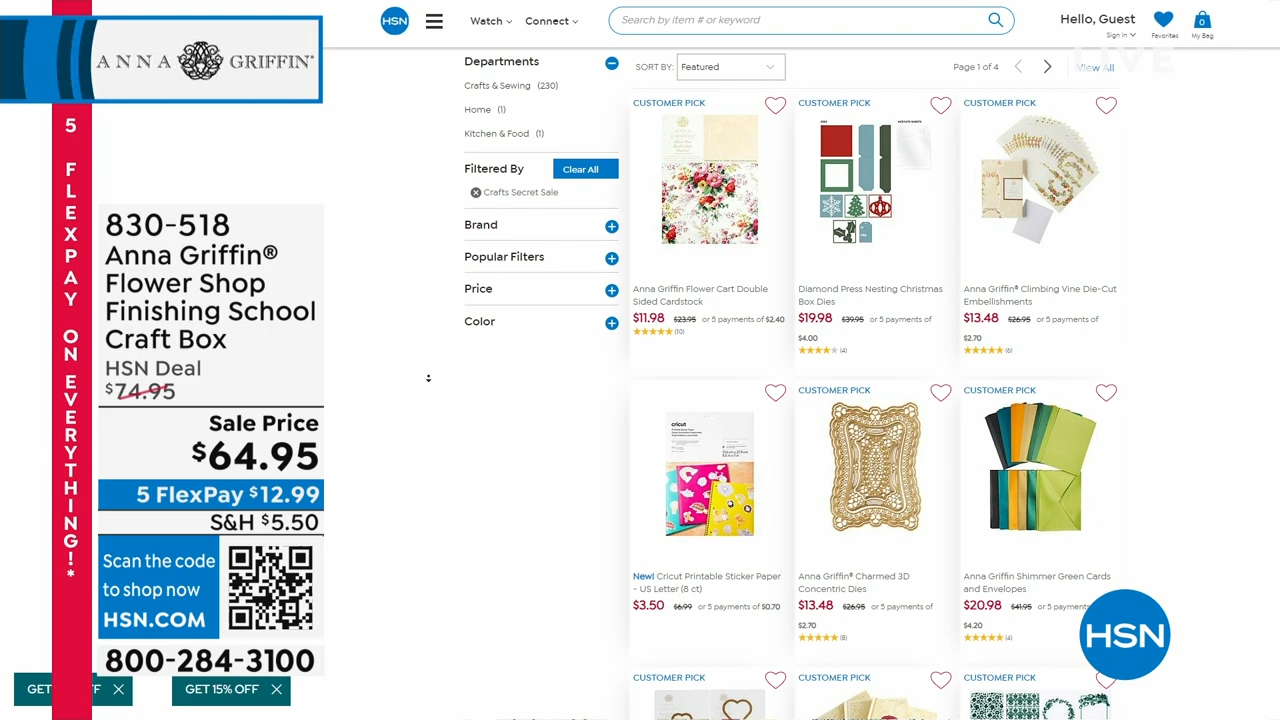 ANNA GRIFFIN®
5 FLEXPAY ON EVERYTHING!*
830-518
Anna Griffin®
Flower Shop
Finishing School
Craft Box
HSN Deal
$74.95
Sale Price
$64.95
5 FlexPay $12.99
S&H $5.50
Scan the code
to shop now
HSN.COM
800-284-3100
GET
FF
GET 15% OFF
HSN
Watch
Connect
Search by item # or keyword
Hello, Guest
Sign In
Favorites
0
My Bag
LIVE
Departments
Crafts & Sewing (230)
Home (1)
Kitchen & Food (1)
Filtered By
Clear All
Crafts Secret Sale
Brand
Popular Filters
Price
Color
SORT BY: Featured
Page 1 of 4
View All
CUSTOMER PICK
Anna Griffin Flower Cart Double
Sided Cardstock
$11.98 $23.95 or 5 payments of $2.40
(10)
CUSTOMER PICK
Diamond Press Nesting Christmas
Box Dies
$19.98 $39.95 or 5 payments of
$4.00
(4)
CUSTOMER PICK
Anna Griffin® Climbing Vine Die-Cut
Embellishments
$13.48 $26.95 or 5 payments of
$2.70
(6)
CUSTOMER PICK
cricut
New! Cricut Printable Sticker Paper
- US Letter (8 ct)
$3.50 $6.99 or 5 payments of $0.70
CUSTOMER PICK
Anna Griffin® Charmed 3D
Concentric Dies
$13.48 $26.95 or 5 payments of
$2.70
(8)
CUSTOMER PICK
Anna Griffin Shimmer Green Cards
and Envelopes
$20.98 $41.95 or 5 payments
$4.20
(4)
HSN
CUSTOMER PICK
CUSTOMER PICK
CUSTOMER PICK